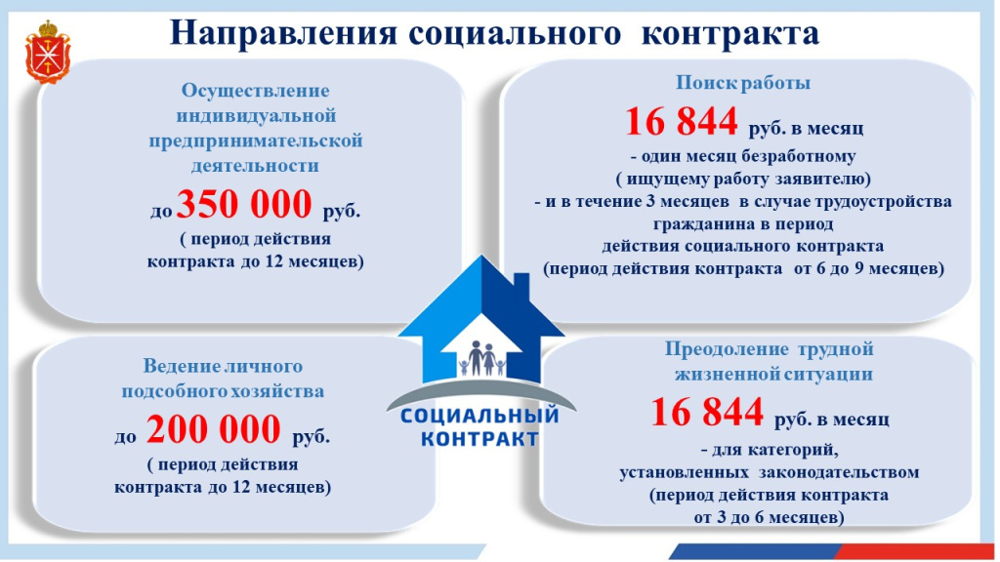 Направления социального контракта
Осуществление
индивидуальной
предпринимательской
деятельности
до 350 000 руб.
( период действия
контракта до 12 месяцев)
Поиск работы
16 844 руб. в месяц
- один месяц безработному
( ищущему работу заявителю)
- и в течение 3 месяцев в случае трудоустройства
гражданина в период
действия социального контракта
(период действия контракта от 6 до 9 месяцев)
Ведение личного
подсобного хозяйства
до 200 000 руб.
( период действия
контракта до 12 месяцев)
СОЦИАЛЬНЫЙ
КОНТРАКТ
Преодоление трудной
жизненной ситуации
16 844 руб. в месяц
- для категорий,
установленных законодательством
(период действия контракта
от 3 до 6 месяцев)